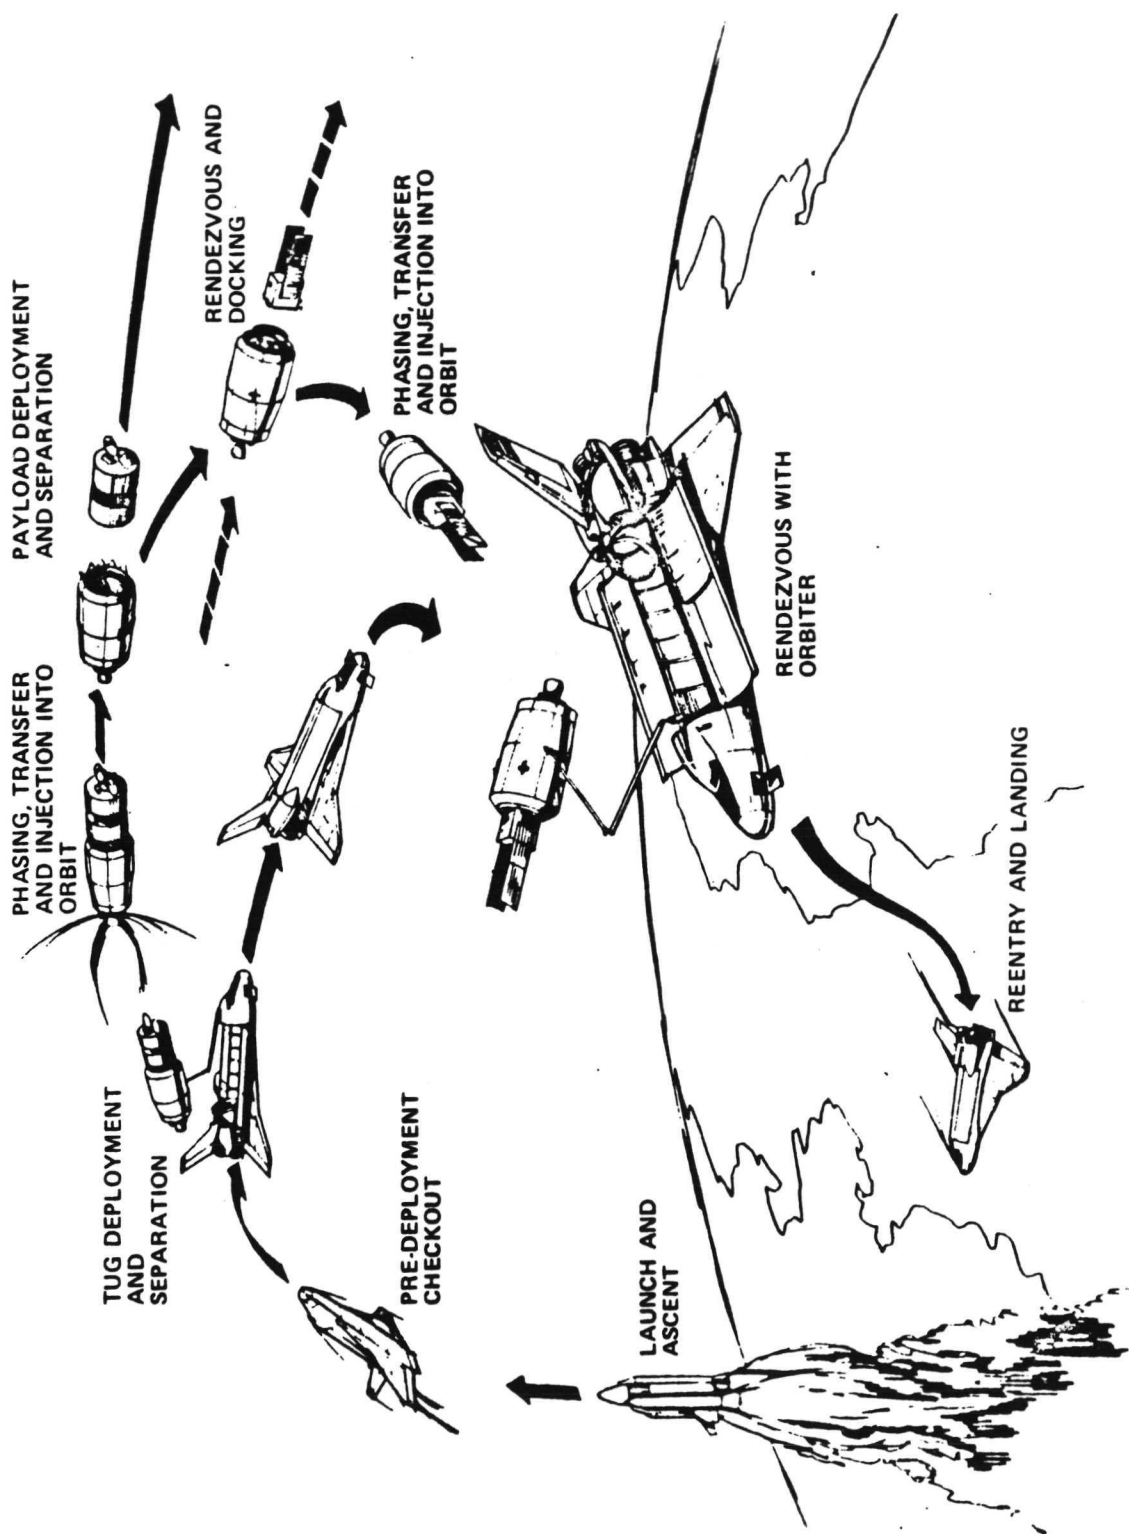 PHASING, TRANSFER
AND INJECTION INTO
ORBIT
PAYLOAD DEPLOYMENT
AND SEPARATION
TUG DEPLOYMENT
AND
SEPARATION
RENDEZVOUS AND
DOCKING
PHASING, TRANSFER
AND INJECTION INTO
ORBIT
PRE-DEPLOYMENT
CHECKOUT
LAUNCH AND
ASCENT
RENDEZVOUS WITH
ORBITER
REENTRY AND LANDING